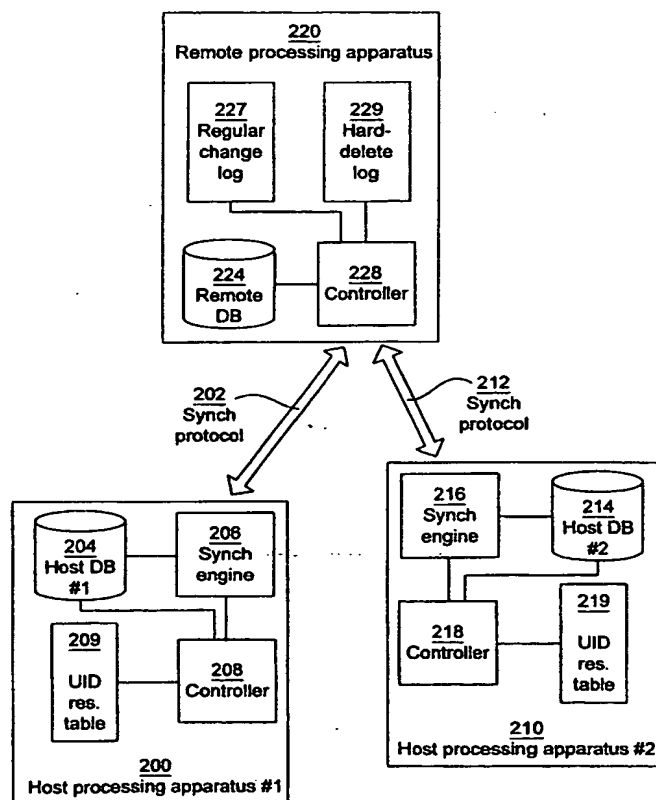 220
Remote processing apparatus
227
Regular
change
log
229
Hard-
delete
log
224
Remote
DB
228
Controller
202
Synch
protocol
212
Synch
protocol
204
Host DB
#1
206
Synch
engine
209
UID
res.
table
208
Controller
200
Host processing apparatus #1
216
Synch
engine
214
Host DB
#2
218
Controller
219
UID
res. table
210
Host processing apparatus #2